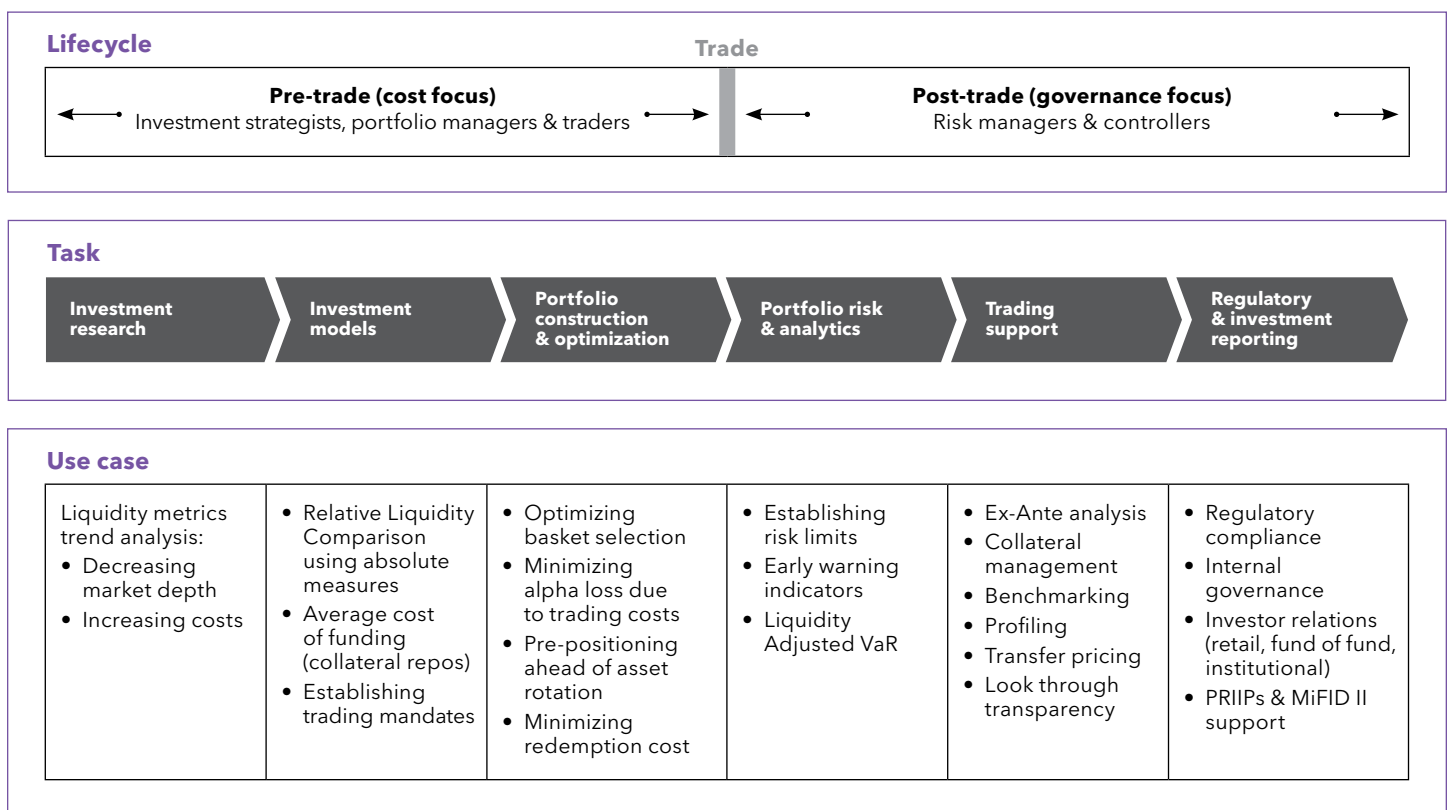 Lifecycle
Trade
Pre-trade (cost focus)
Investment strategists, portfolio managers & traders
Post-trade (governance focus)
Risk managers & controllers
Task
Investment
research
Investment
models
Portfolio
construction
& optimization
Portfolio risk
& analytics
Trading
support
Regulatory
& investment
reporting
Use case
Liquidity metrics
trend analysis:
• Decreasing
market depth
• Increasing costs
• Relative Liquidity
Comparison
using absolute
measures
• Average cost
of funding
(collateral repos)
• Establishing
trading mandates
• Optimizing
basket selection
• Minimizing
alpha loss due
to trading costs
• Pre-positioning
ahead of asset
rotation
• Minimizing
redemption cost
• Establishing
risk limits
• Early warning
indicators
• Liquidity
Adjusted VaR
• Ex-Ante analysis
• Collateral
management
• Benchmarking
• Profiling
• Transfer pricing
• Look through
transparency
• Regulatory
compliance
• Internal
governance
• Investor relations
(retail, fund of fund,
institutional)
• PRIIPs & MiFID II
support